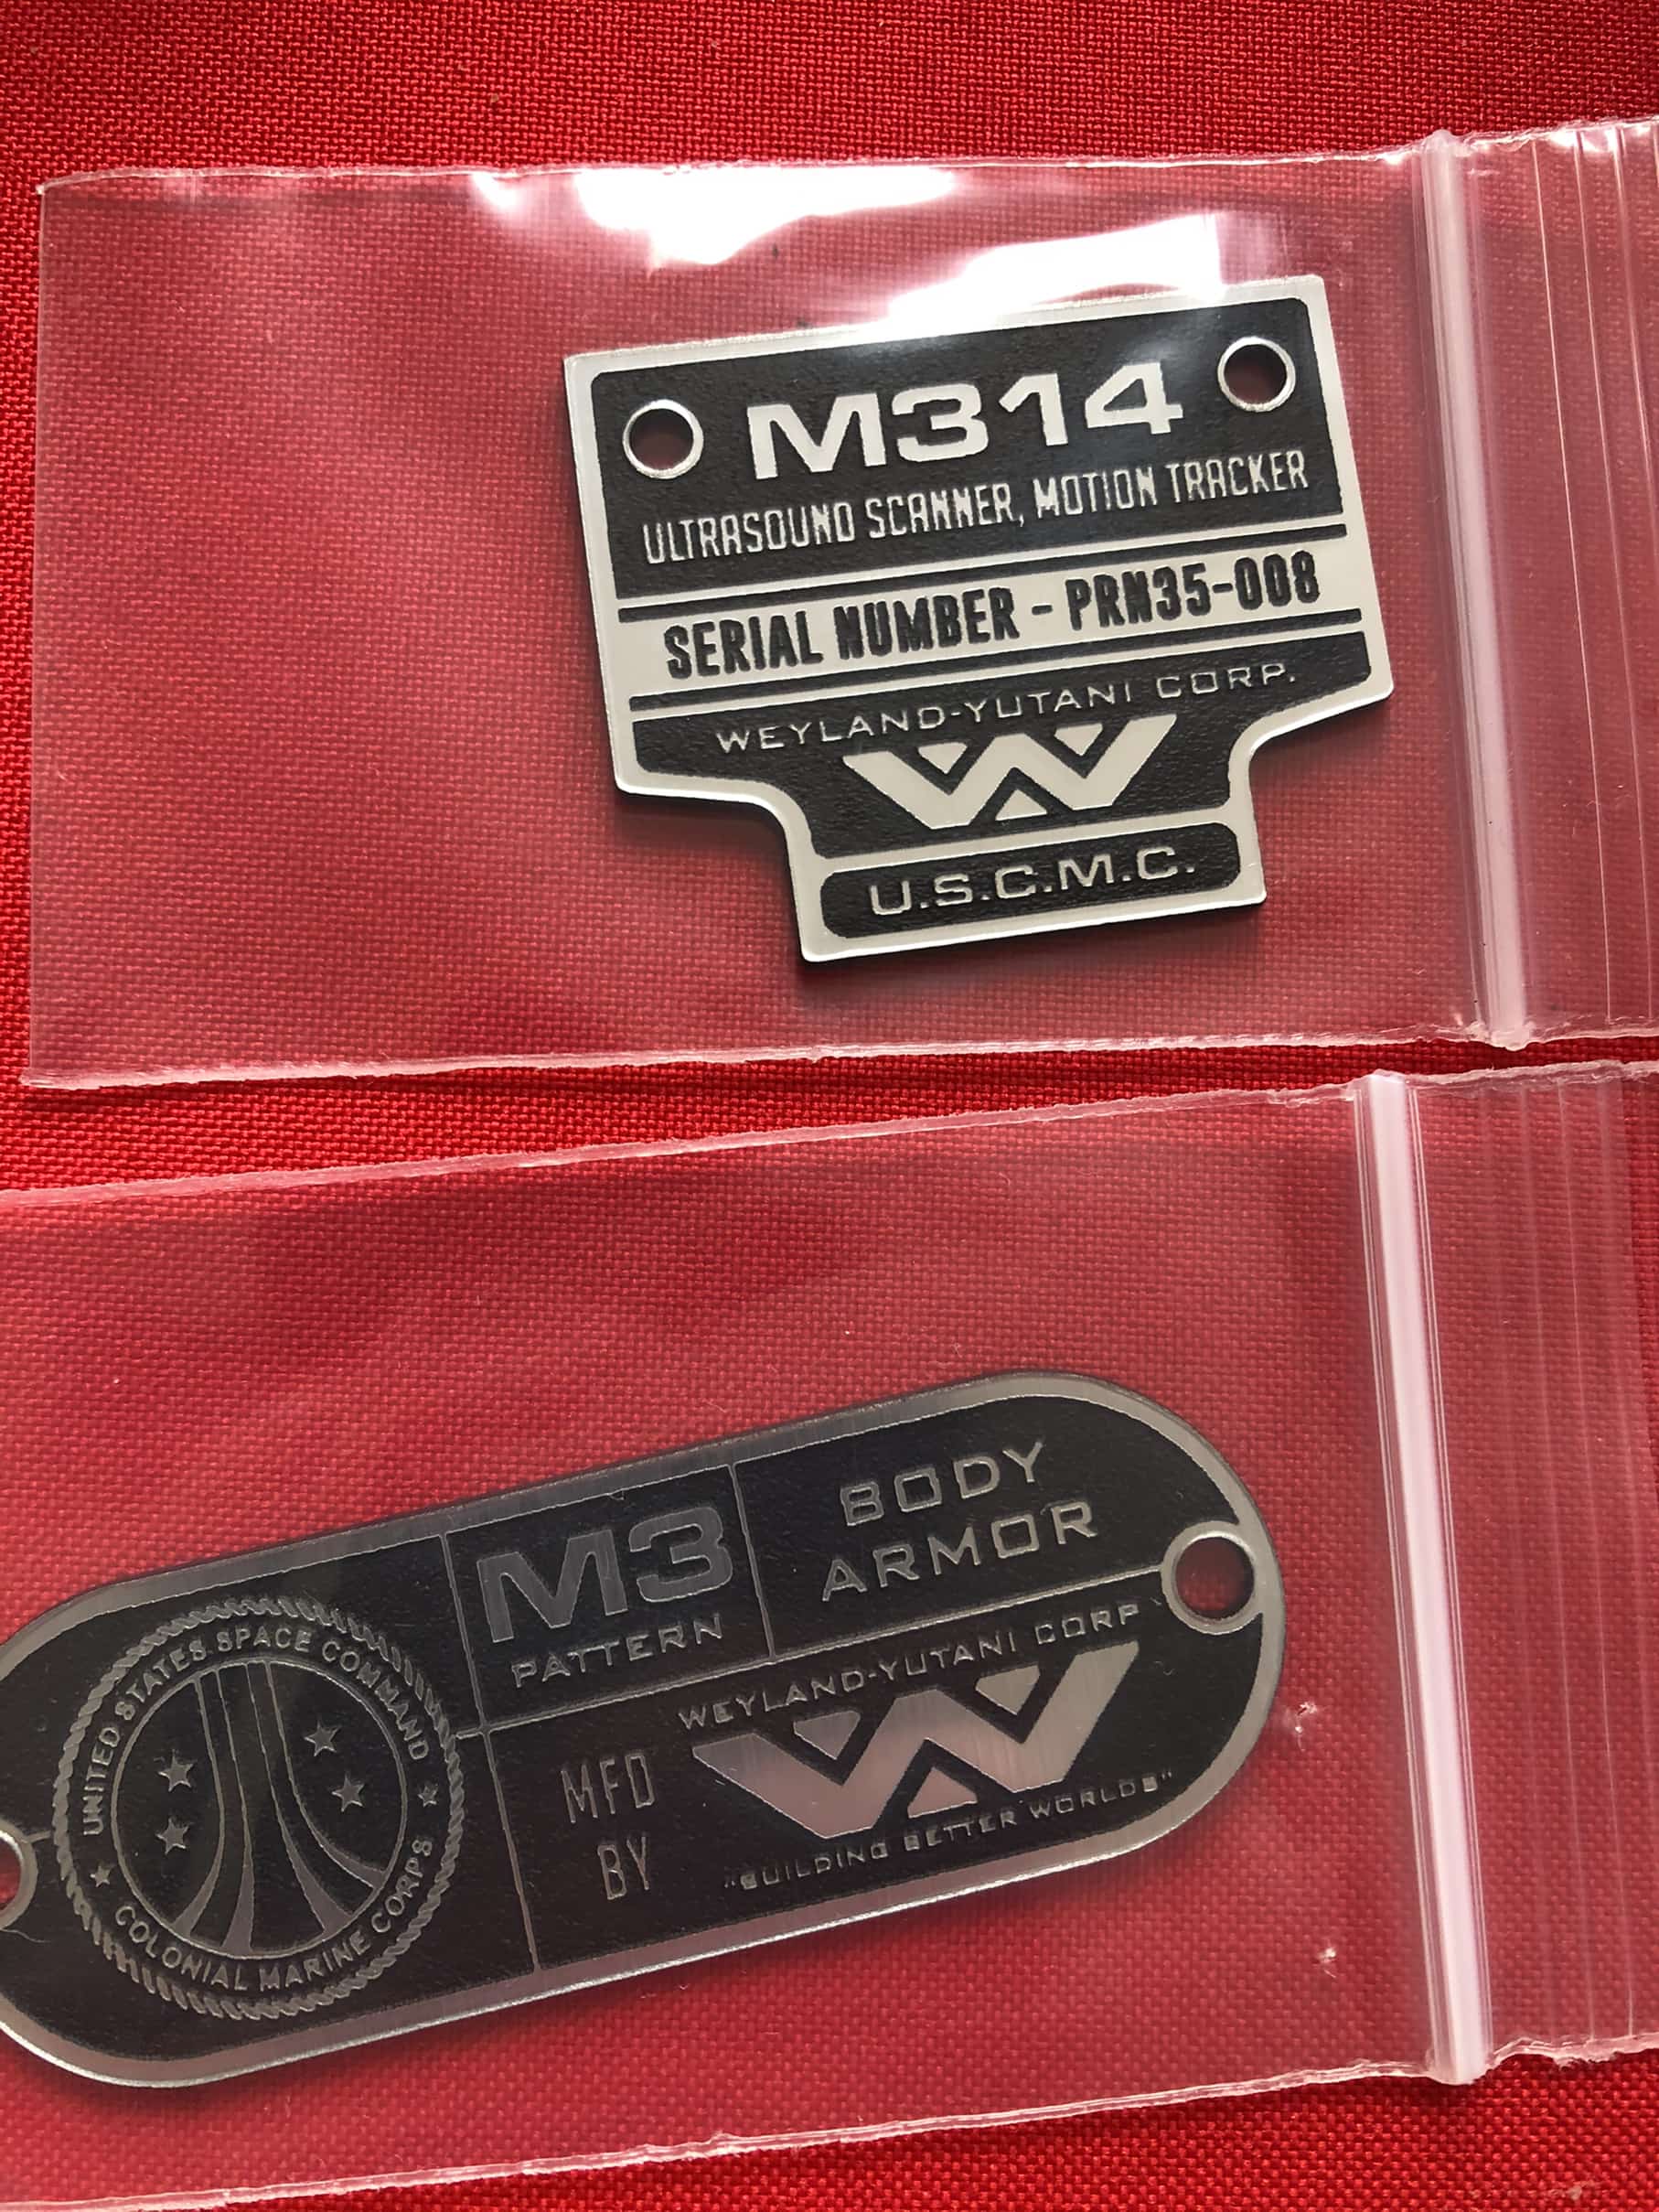 M314
ULTRASOUND SCANNER, MOTION TRACKER
SERIAL NUMBER - PRN35-008
WEYLAND-YUTANI CORP.
U.S.C.M.C.
UNITED STATES SPACE COMMAND
COLONIAL MARINE CORPS
M3
PATTERN
BODY
ARMOR
MFD
BY
WEYLAND-YUTANI CORP
"BUILDING BETTER WORLDS"